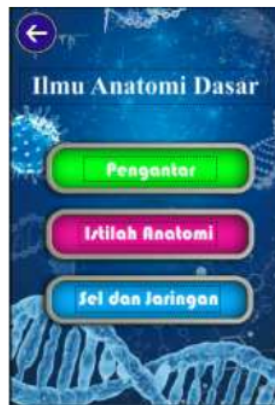 Ilmu Anatomi Dasar
Pengantar
Istilah Anatomi
Sel dan Jaringan